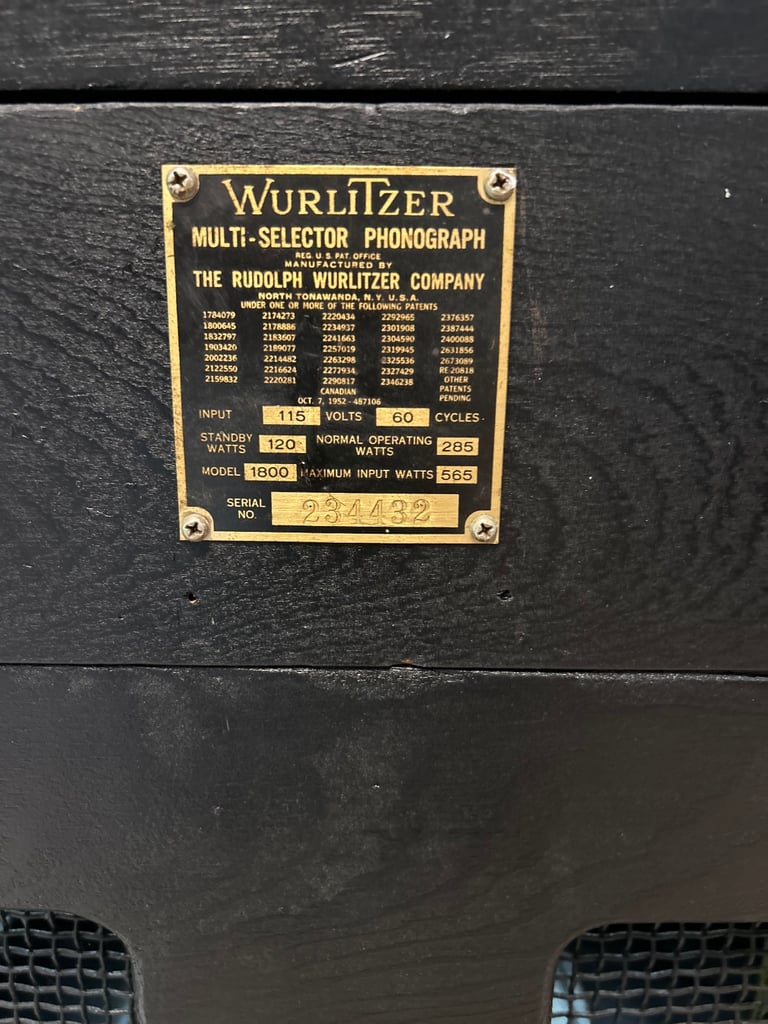 WURLITZER
MULTI-SELECTOR PHONOGRAPH
REG. U.S. PAT. OFFICE
MANUFACTURED BY
THE RUDOLPH WURLITZER COMPANY
NORTH TONAWANDA, N.Y. U.S.A.
UNDER ONE OR MORE OF THE FOLLOWING PATENTS
1784079 2174273 2220434 2292965 2376357
1800645 2178886 2234937 2301908 2387444
1832797 2183607 2241663 2304590 2400088
1903420 2189077 2257019 2319945 2631856
2002236 2214482 2263298 2325536 2673089
2122550 2216624 2277934 2327429 RE 20818
2159832 2220281 2290817 2346238 OTHER
CANADIAN PATENTS
OCT. 7, 1952 - 487106 PENDING
INPUT 115 VOLTS 60 CYCLES-
STANDBY WATTS 120 NORMAL OPERATING WATTS 285
MODEL 1800 MAXIMUM INPUT WATTS 565
SERIAL NO. 234432